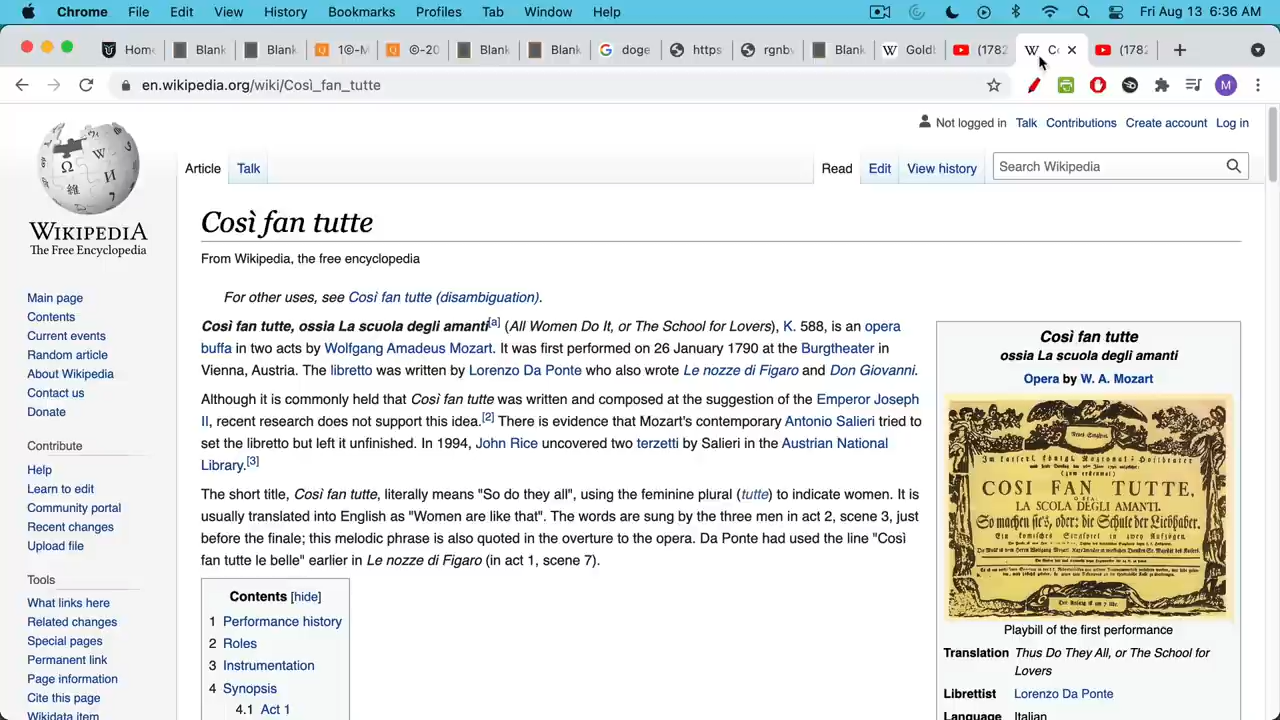 Chrome File Edit View History Bookmarks Profiles Tab Window Help Fri Aug 13 6:36 AM
Home Blank Blank 1©-M ©-20 Blank Blank doge https rgnby Blank Goldb (1782 Co (1782
en.wikipedia.org/wiki/Così_fan_tutte
M
Not logged in Talk Contributions Create account Log in
Article Talk Read Edit View history Search Wikipedia
WIKIPEDIA
The Free Encyclopedia
Main page
Contents
Current events
Random article
About Wikipedia
Contact us
Donate
Contribute
Help
Learn to edit
Community portal
Recent changes
Upload file
Tools
What links here
Related changes
Special pages
Permanent link
Page information
Cite this page
Wikidata item
Così fan tutte
From Wikipedia, the free encyclopedia
For other uses, see Così fan tutte (disambiguation).
Così fan tutte, ossia La scuola degli amanti[a] (All Women Do It, or The School for Lovers), K. 588, is an opera
buffa in two acts by Wolfgang Amadeus Mozart. It was first performed on 26 January 1790 at the Burgtheater in
Vienna, Austria. The libretto was written by Lorenzo Da Ponte who also wrote Le nozze di Figaro and Don Giovanni.
Although it is commonly held that Così fan tutte was written and composed at the suggestion of the Emperor Joseph
II, recent research does not support this idea.[2] There is evidence that Mozart's contemporary Antonio Salieri tried to
set the libretto but left it unfinished. In 1994, John Rice uncovered two terzetti by Salieri in the Austrian National
Library.[3]
The short title, Così fan tutte, literally means "So do they all", using the feminine plural (tutte) to indicate women. It is
usually translated into English as "Women are like that". The words are sung by the three men in act 2, scene 3, just
before the finale; this melodic phrase is also quoted in the overture to the opera. Da Ponte had used the line "Così
fan tutte le belle" earlier in Le nozze di Figaro (in act 1, scene 7).
Contents [hide]
1 Performance history
2 Roles
3 Instrumentation
4 Synopsis
4.1 Act 1
Così fan tutte
ossia La scuola degli amanti
Opera by W. A. Mozart
COSI FAN TUTTE,
LA SCOLA DEGLI AMANTI.
So machen sie's, oder: die Schule der Liebhaber.
Playbill of the first performance
Translation Thus Do They All, or The School for
Lovers
Librettist Lorenzo Da Ponte
Language Italian